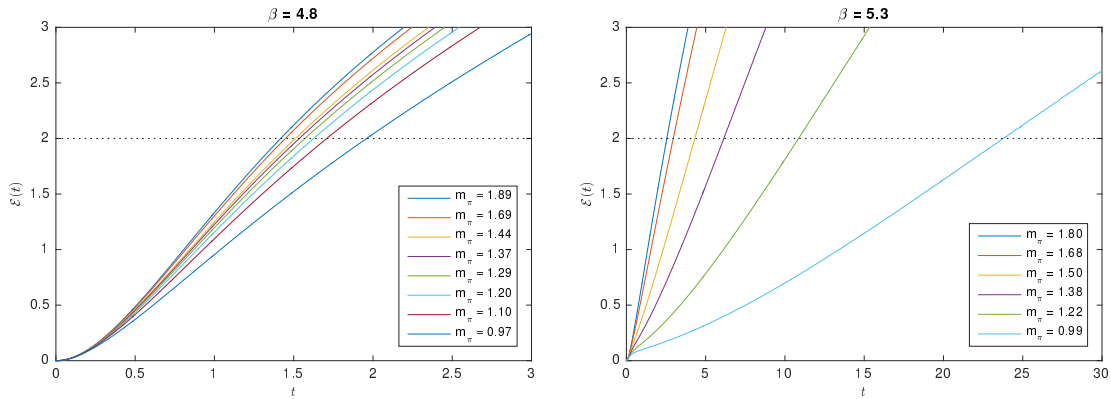 β = 4.8
3
2.5
2
1.5
1
0.5
0
ℰ(t)
0
0.5
1
1.5
2
2.5
3
t
m_π = 1.89
m_π = 1.69
m_π = 1.44
m_π = 1.37
m_π = 1.29
m_π = 1.20
m_π = 1.10
m_π = 0.97
β = 5.3
3
2.5
2
1.5
1
0.5
0
ℰ(t)
0
5
10
15
20
25
30
t
m_π = 1.80
m_π = 1.68
m_π = 1.50
m_π = 1.38
m_π = 1.22
m_π = 0.99